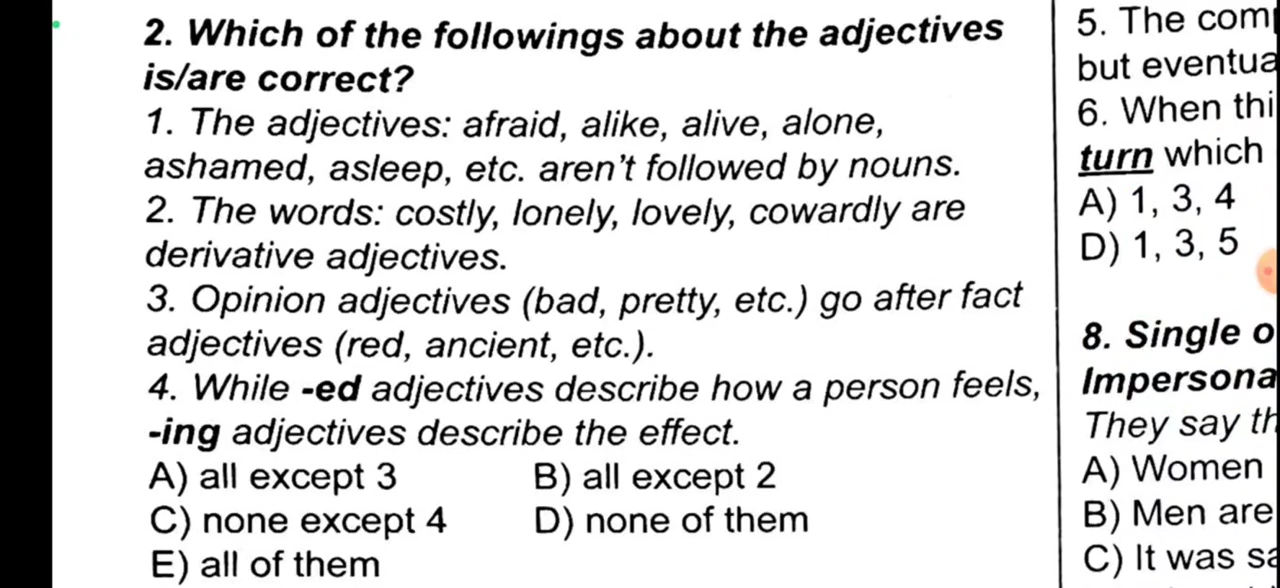 2. Which of the followings about the adjectives
is/are correct?
1. The adjectives: afraid, alike, alive, alone,
ashamed, asleep, etc. aren't followed by nouns.
2. The words: costly, lonely, lovely, cowardly are
derivative adjectives.
3. Opinion adjectives (bad, pretty, etc.) go after fact
adjectives (red, ancient, etc.).
4. While -ed adjectives describe how a person feels,
-ing adjectives describe the effect.
A) all except 3 B) all except 2
C) none except 4 D) none of them
E) all of them
5. The
but
6. When
turn which
A) 1, 3, 4
D) 1, 3, 5
8. Single
They say
A) Women
B) Men are
C) It was